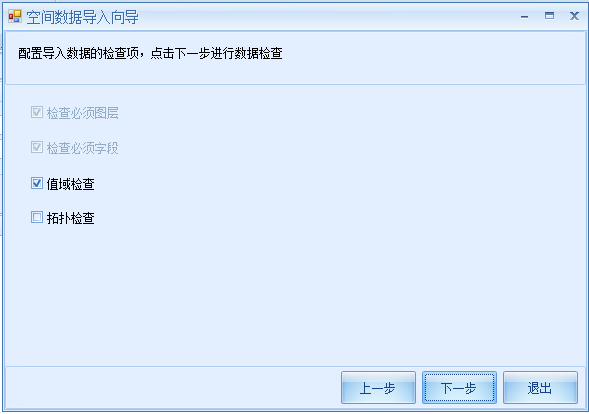 空间数据导入向导
配置导入数据的检查项，点击下一步进行数据检查
检查必须图层
检查必须字段
值域检查
拓扑检查
上一步 下一步 退出